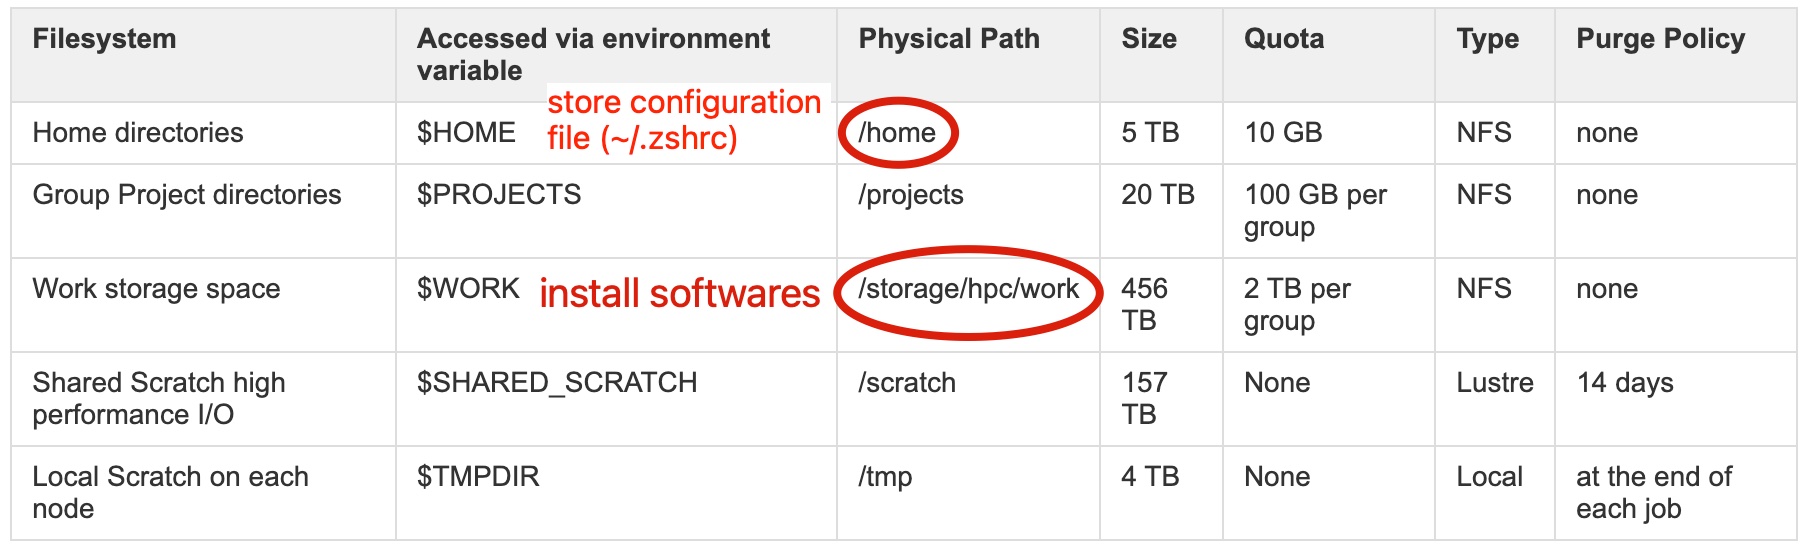 Filesystem Accessed via environment variable Physical Path Size Quota Type Purge Policy
store configuration file (~/.zshrc)
Home directories $HOME /home 5 TB 10 GB NFS none
Group Project directories $PROJECTS /projects 20 TB 100 GB per group NFS none
Work storage space $WORK install softwares /storage/hpc/work 456 TB 2 TB per group NFS none
Shared Scratch high performance I/O $SHARED_SCRATCH /scratch 157 TB None Lustre 14 days
Local Scratch on each node $TMPDIR /tmp 4 TB None Local at the end of each job